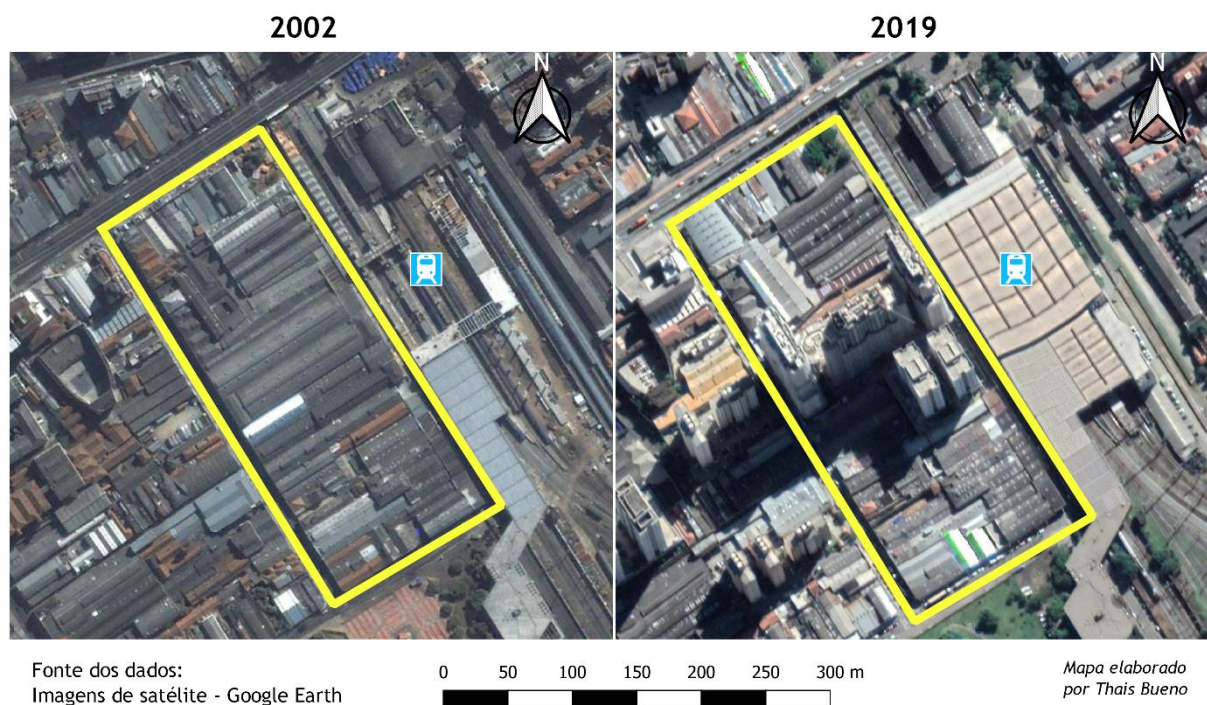 2002
2019
N
N
Fonte dos dados:
Imagens de satélite - Google Earth
0 50 100 150 200 250 300 m
Mapa elaborado
por Thais Bueno